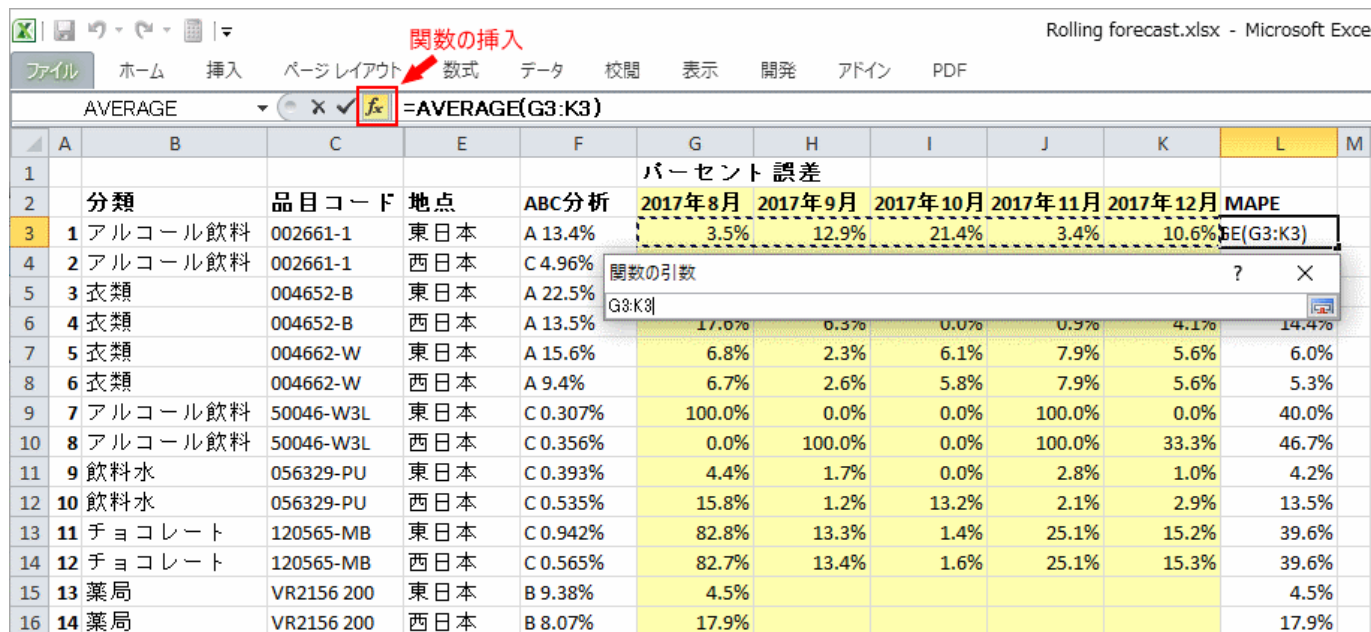 Rolling forecast.xlsx - Microsoft Exce
関数の挿入
ファイル ホーム 挿入 ページ レイアウト 数式 データ 校閲 表示 開発 アドイン PDF
AVERAGE fx =AVERAGE(G3:K3)
A B C E F G H I J K L M
1 パーセント 誤差
2 分類 品目コード 地点 ABC分析 2017年8月 2017年9月 2017年10月 2017年11月 2017年12月 MAPE
3 1 アルコール飲料 002661-1 東日本 A 13.4% 3.5% 12.9% 21.4% 3.4% 10.6% GE(G3:K3)
4 2 アルコール飲料 002661-1 西日本 C 4.96%
関数の引数 ?
5 3 衣類 004652-B 東日本 A 22.5%
G3:K3
6 4 衣類 004652-B 西日本 A 13.5% 17.6% 6.3% 0.0% 0.9% 4.1% 14.4%
7 5 衣類 004662-W 東日本 A 15.6% 6.8% 2.3% 6.1% 7.9% 5.6% 6.0%
8 6 衣類 004662-W 西日本 A 9.4% 6.7% 2.6% 5.8% 7.9% 5.6% 5.3%
9 7 アルコール飲料 50046-W3L 東日本 C 0.307% 100.0% 0.0% 0.0% 100.0% 0.0% 40.0%
10 8 アルコール飲料 50046-W3L 西日本 C 0.356% 0.0% 100.0% 0.0% 100.0% 33.3% 46.7%
11 9 飲料水 056329-PU 東日本 C 0.393% 4.4% 1.7% 0.0% 2.8% 1.0% 4.2%
12 10 飲料水 056329-PU 西日本 C 0.535% 15.8% 1.2% 13.2% 2.1% 2.9% 13.5%
13 11 チョコレート 120565-MB 東日本 C 0.942% 82.8% 13.3% 1.4% 25.1% 15.2% 39.6%
14 12 チョコレート 120565-MB 西日本 C 0.565% 82.7% 13.4% 1.6% 25.1% 15.3% 39.6%
15 13 薬局 VR2156 200 東日本 B 9.38% 4.5% 4.5%
16 14 薬局 VR2156 200 西日本 B 8.07% 17.9% 17.9%